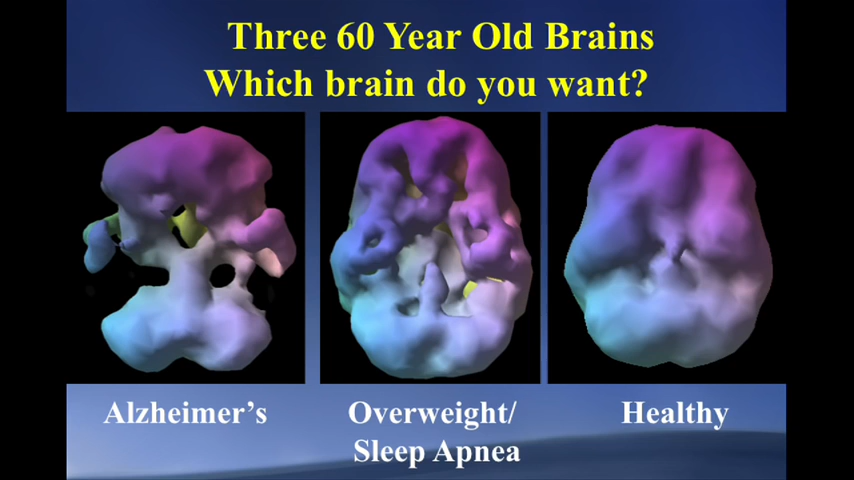 Three 60 Year Old Brains
Which brain do you want?
Alzheimer's
Overweight/
Sleep Apnea
Healthy